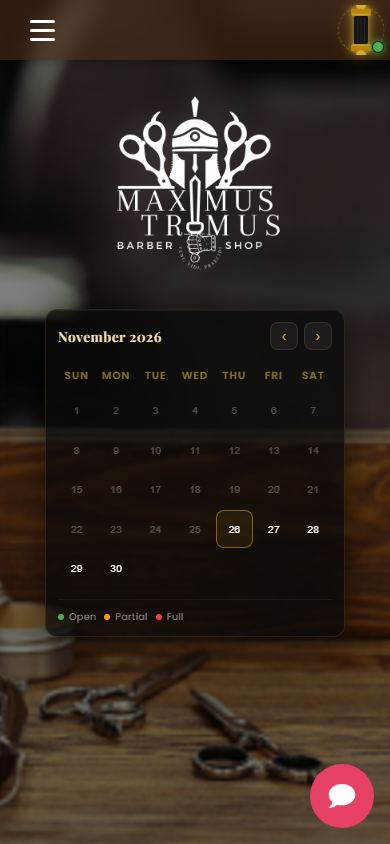 MAXIMUS
TRIMUS
BARBER SHOP
November 2026
‹ ›
SUN MON TUE WED THU FRI SAT
1 2 3 4 5 6 7
8 9 10 11 12 13 14
15 16 17 18 19 20 21
22 23 24 25 26 27 28
29 30
Open Partial Full